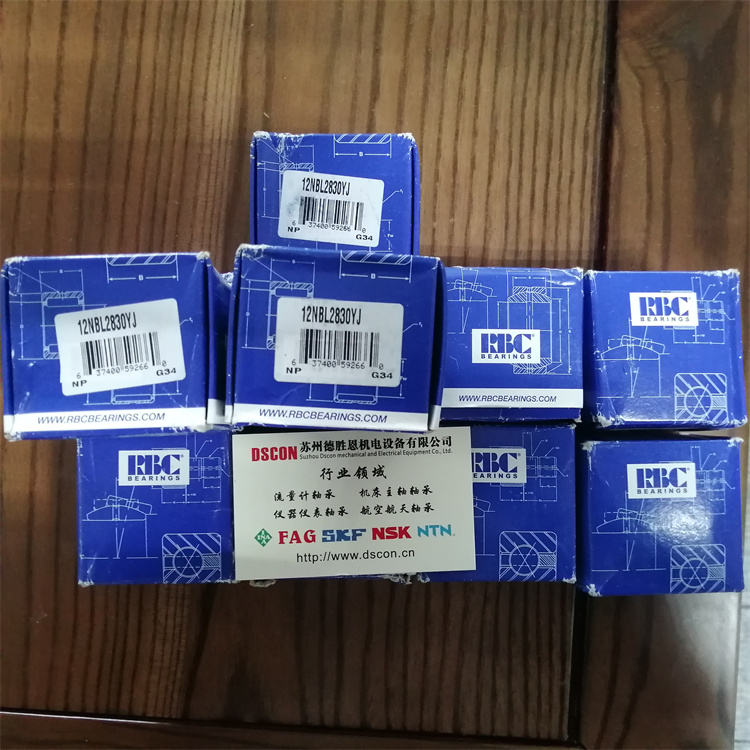 12NBL2830YJ
6 37400 59266 0
NP G34
12NBL2830YJ
6 37400 59266 0
NP G34
WWW.RBCBEARINGS.COM
12NBL2830YJ
6 37400 59266 0
NP G34
WWW.RBCBEARINGS.COM
RBC
BEARINGS
WWW.RBCBEARINGS.COM
RBC
BEARINGS
RBC
BEARINGS
DSCON 苏州德胜恩机电设备有限公司
Suzhou Dscon mechanical and Electrical Equipment Co., Ltd.
行业领域
流量计轴承 机床主轴轴承
仪器仪表轴承 航空航天轴承
INA FAG SKF NSK NTN
http://www.dscon.cn
RBC
BEARINGS
RBC
BEARINGS